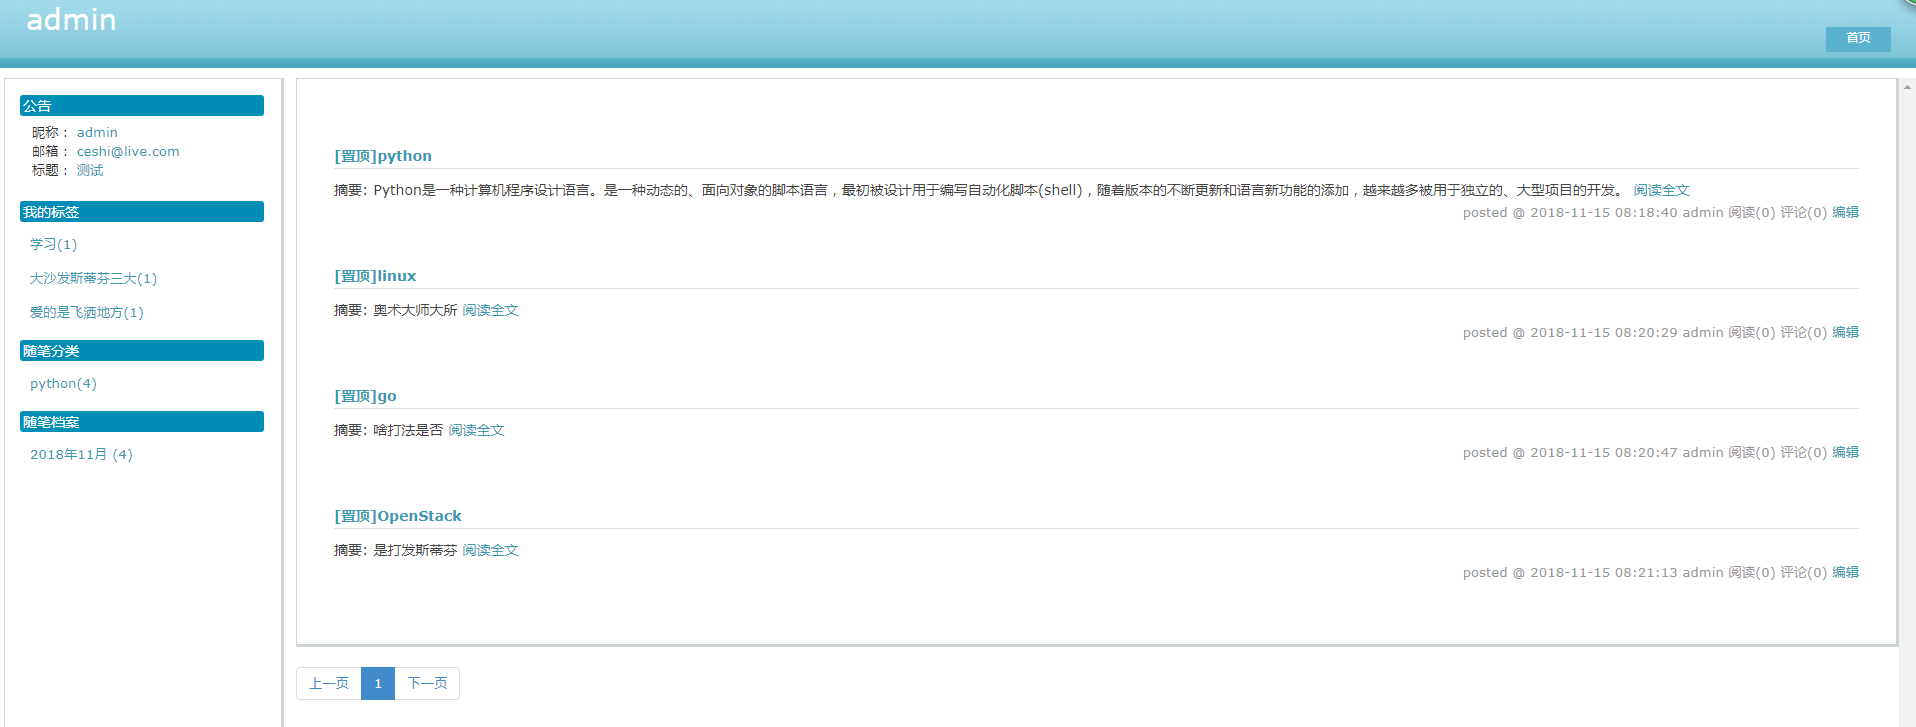 admin
首页
公告
昵称： admin
邮箱： ceshi@live.com
标题： 测试
我的标签
学习(1)
大沙发斯蒂芬三大(1)
爱的是飞洒地方(1)
随笔分类
python(4)
随笔档案
2018年11月 (4)
[置顶]python
摘要: Python是一种计算机程序设计语言。是一种动态的、面向对象的脚本语言，最初被设计用于编写自动化脚本(shell)，随着版本的不断更新和语言新功能的添加，越来越多被用于独立的、大型项目的开发。 阅读全文
posted @ 2018-11-15 08:18:40 admin 阅读(0) 评论(0) 编辑
[置顶]linux
摘要: 奥术大师大所 阅读全文
posted @ 2018-11-15 08:20:29 admin 阅读(0) 评论(0) 编辑
[置顶]go
摘要: 啥打法是否 阅读全文
posted @ 2018-11-15 08:20:47 admin 阅读(0) 评论(0) 编辑
[置顶]OpenStack
摘要: 是打发斯蒂芬 阅读全文
posted @ 2018-11-15 08:21:13 admin 阅读(0) 评论(0) 编辑
上一页 1 下一页